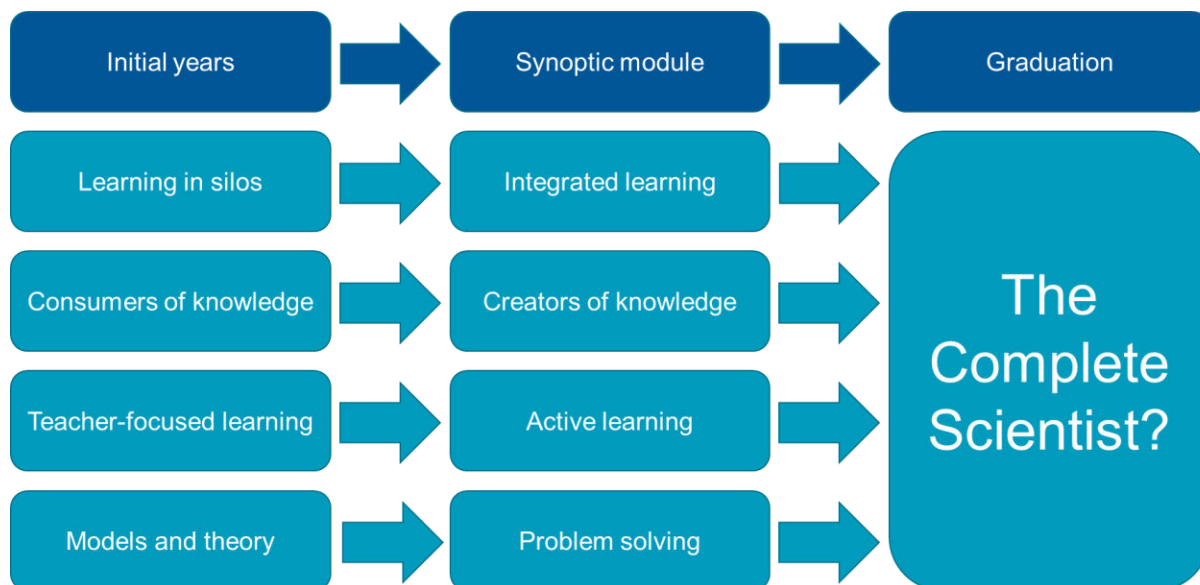 Initial years
Synoptic module
Graduation
Learning in silos
Integrated learning
Consumers of knowledge
Creators of knowledge
Teacher-focused learning
Active learning
Models and theory
Problem solving
The
Complete
Scientist?